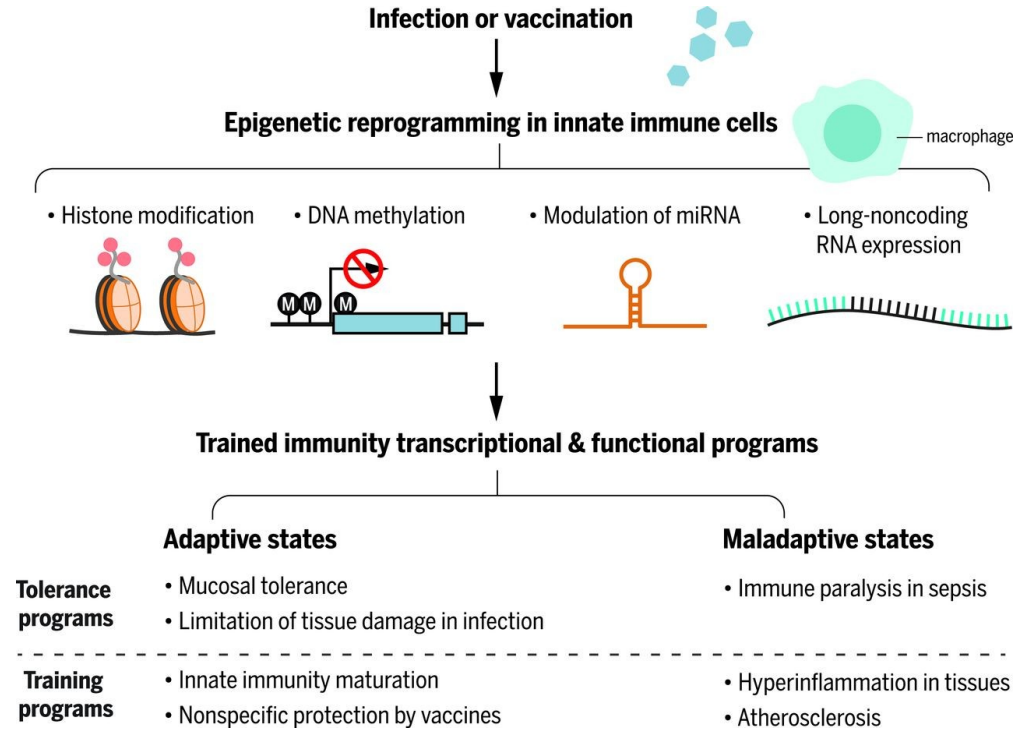 Infection or vaccination
Epigenetic reprogramming in innate immune cells
macrophage
• Histone modification
• DNA methylation
• Modulation of miRNA
• Long-noncoding
RNA expression
M M M
Trained immunity transcriptional & functional programs
Adaptive states
Maladaptive states
Tolerance
programs
• Mucosal tolerance
• Limitation of tissue damage in infection
• Immune paralysis in sepsis
Training
programs
• Innate immunity maturation
• Nonspecific protection by vaccines
• Hyperinflammation in tissues
• Atherosclerosis